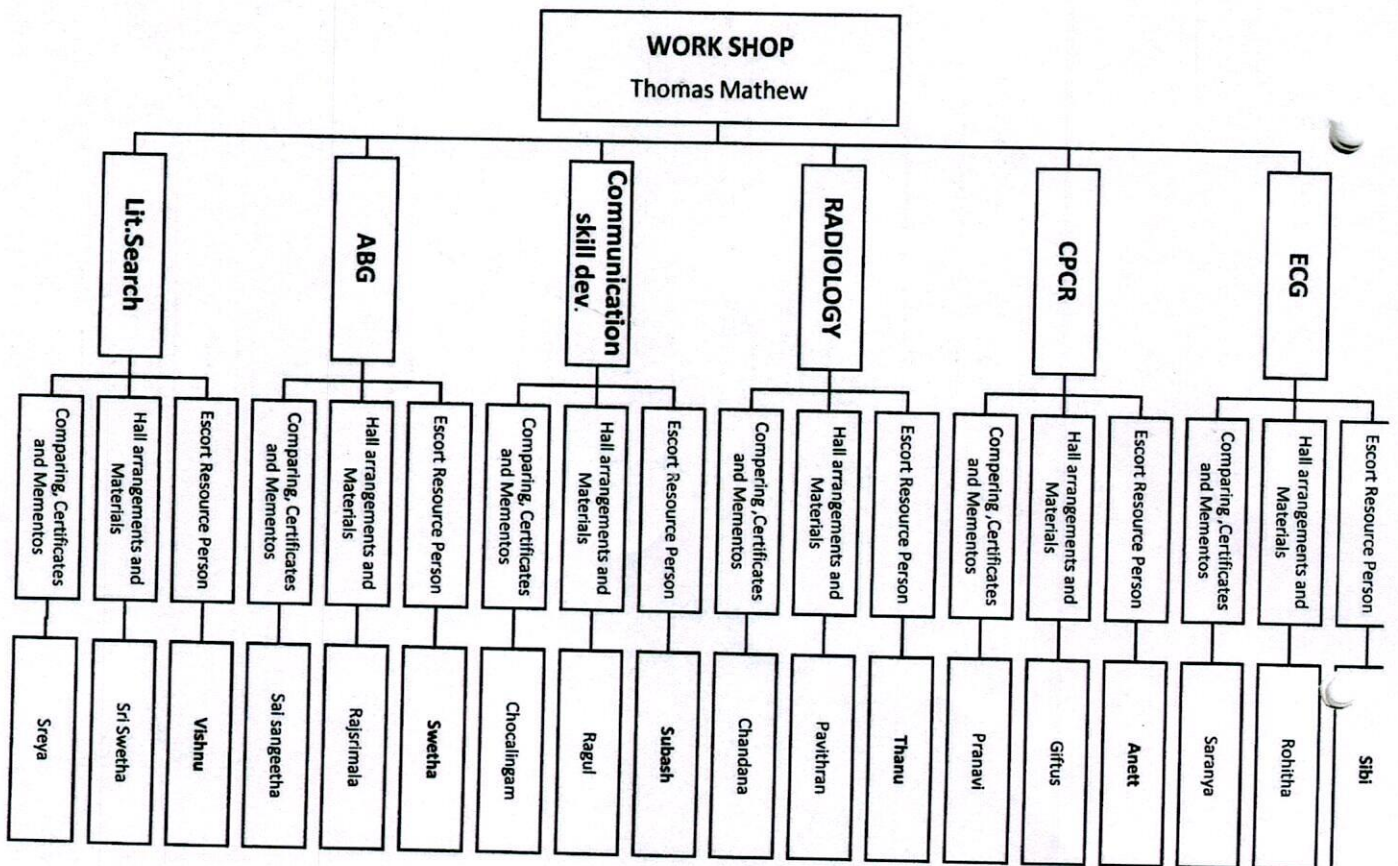 WORK SHOP
Thomas Mathew
Lit.Search
ABG
Communication
skill dev.
RADIOLOGY
CPCR
ECG
Comparing, Certificates
and Mementos
Hall arrangements and
Materials
Escort Resource Person
Comparing, Certificates
and Mementos
Hall arrangements and
Materials
Escort Resource Person
Comparing, Certificates
and Mementos
Hall arrangements and
Materials
Escort Resource Person
Compering ,Certificates
and Mementos
Hall arrangements and
Materials
Escort Resource Person
Compering ,Certificates
and Mementos
Hall arrangements and
Materials
Escort Resource Person
Comparing ,Certificates
and Mementos
Hall arrangements and
Materials
Escort Resource Person
Sreya
Sri Swetha
Vishnu
Sai sangeetha
Rajsrimala
Swetha
Chocalingam
Ragul
Subash
Chandana
Pavithran
Thanu
Pranavi
Giftus
Anett
Saranya
Rohitha
Sibi